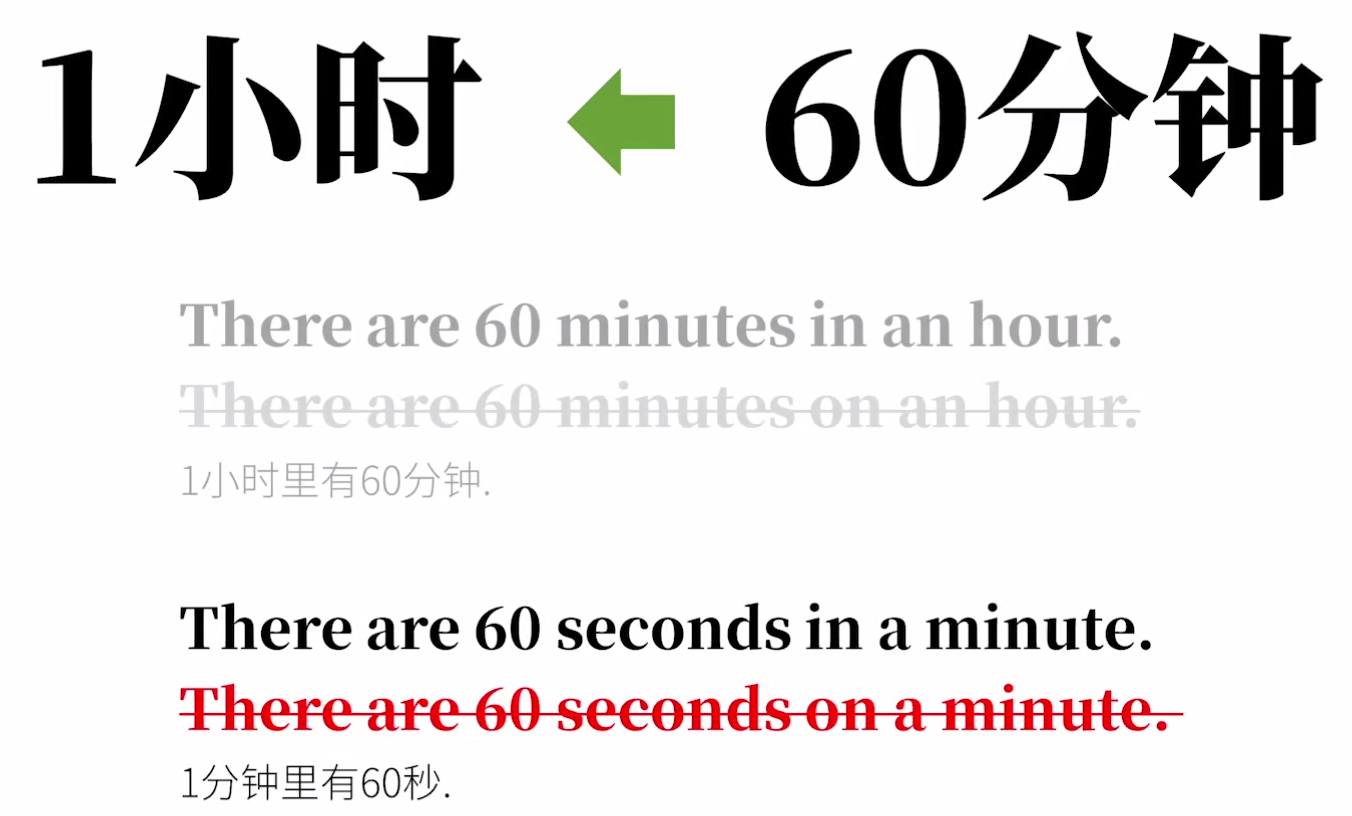 1小时 60分钟
There are 60 minutes in an hour.
There are 60 minutes on an hour.
1小时里有60分钟.
There are 60 seconds in a minute.
There are 60 seconds on a minute.
1分钟里有60秒.